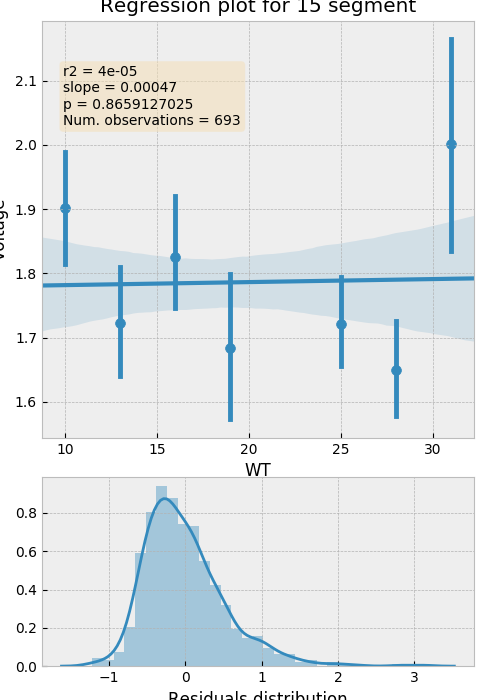 Regression plot for 15 segment
r2 = 4e-05
slope = 0.00047
p = 0.8659127025
Num. observations = 693
Voltage
2.1
2.0
1.9
1.8
1.7
1.6
10 15 20 25 30
WT
0.8
0.6
0.4
0.2
0.0
−1 0 1 2 3
Residuals distribution